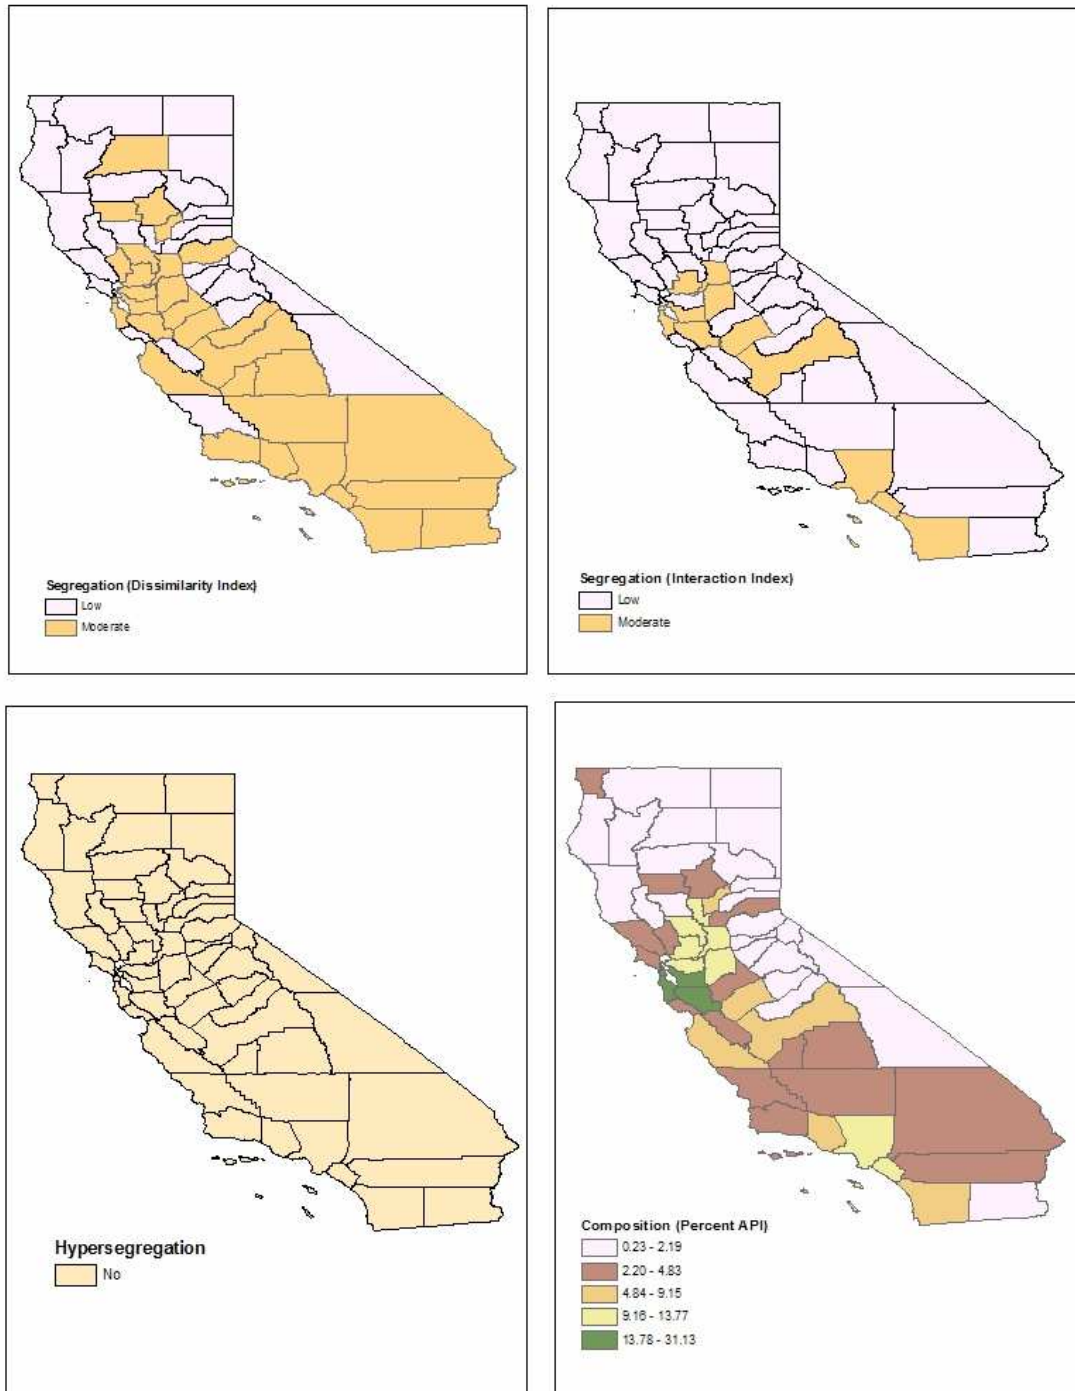 Segregation (Dissimilarity Index)
Low
Moderate
Segregation (Interaction Index)
Low
Moderate
Hypersegregation
No
Composition (Percent API)
0.23 - 2.19
2.20 - 4.83
4.84 - 9.15
9.16 - 13.77
13.78 - 31.13